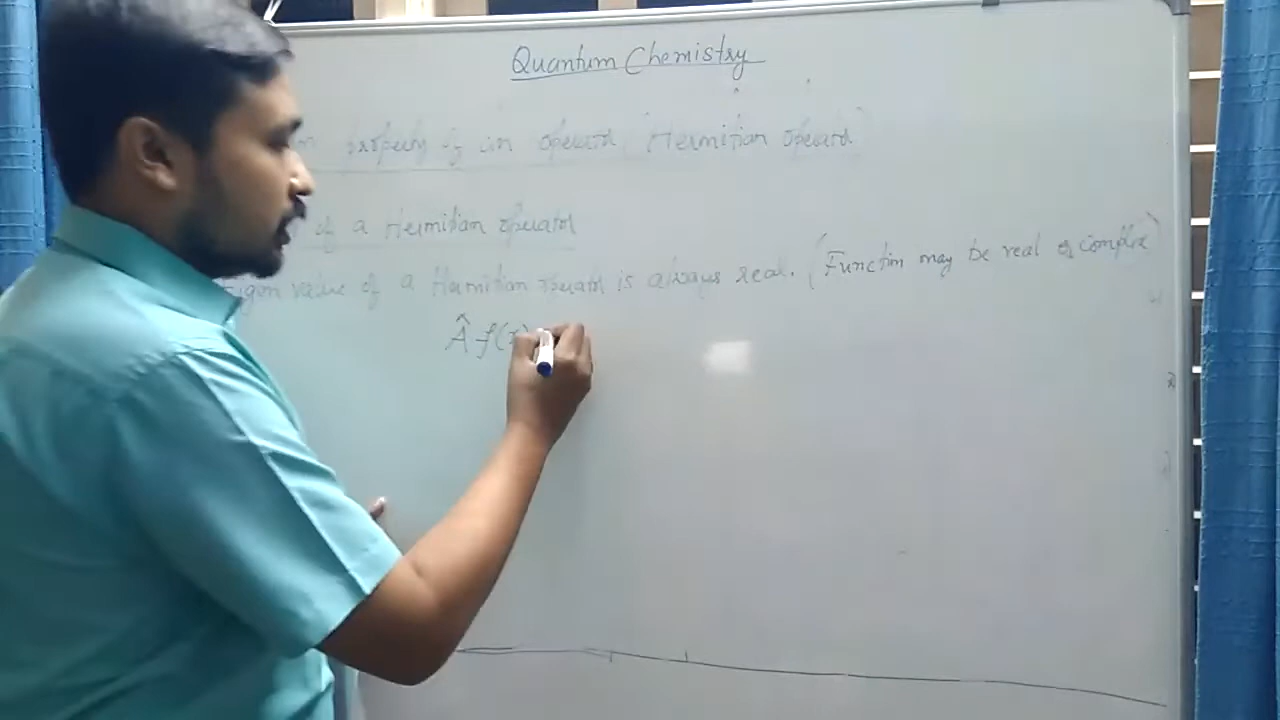 Quantum Chemistry
property of an operator "Hermitian operator"
of a Hermitian operator
Eigen value of a Hermitian operator is always real. (Function may be real or complex)
Â f(x)